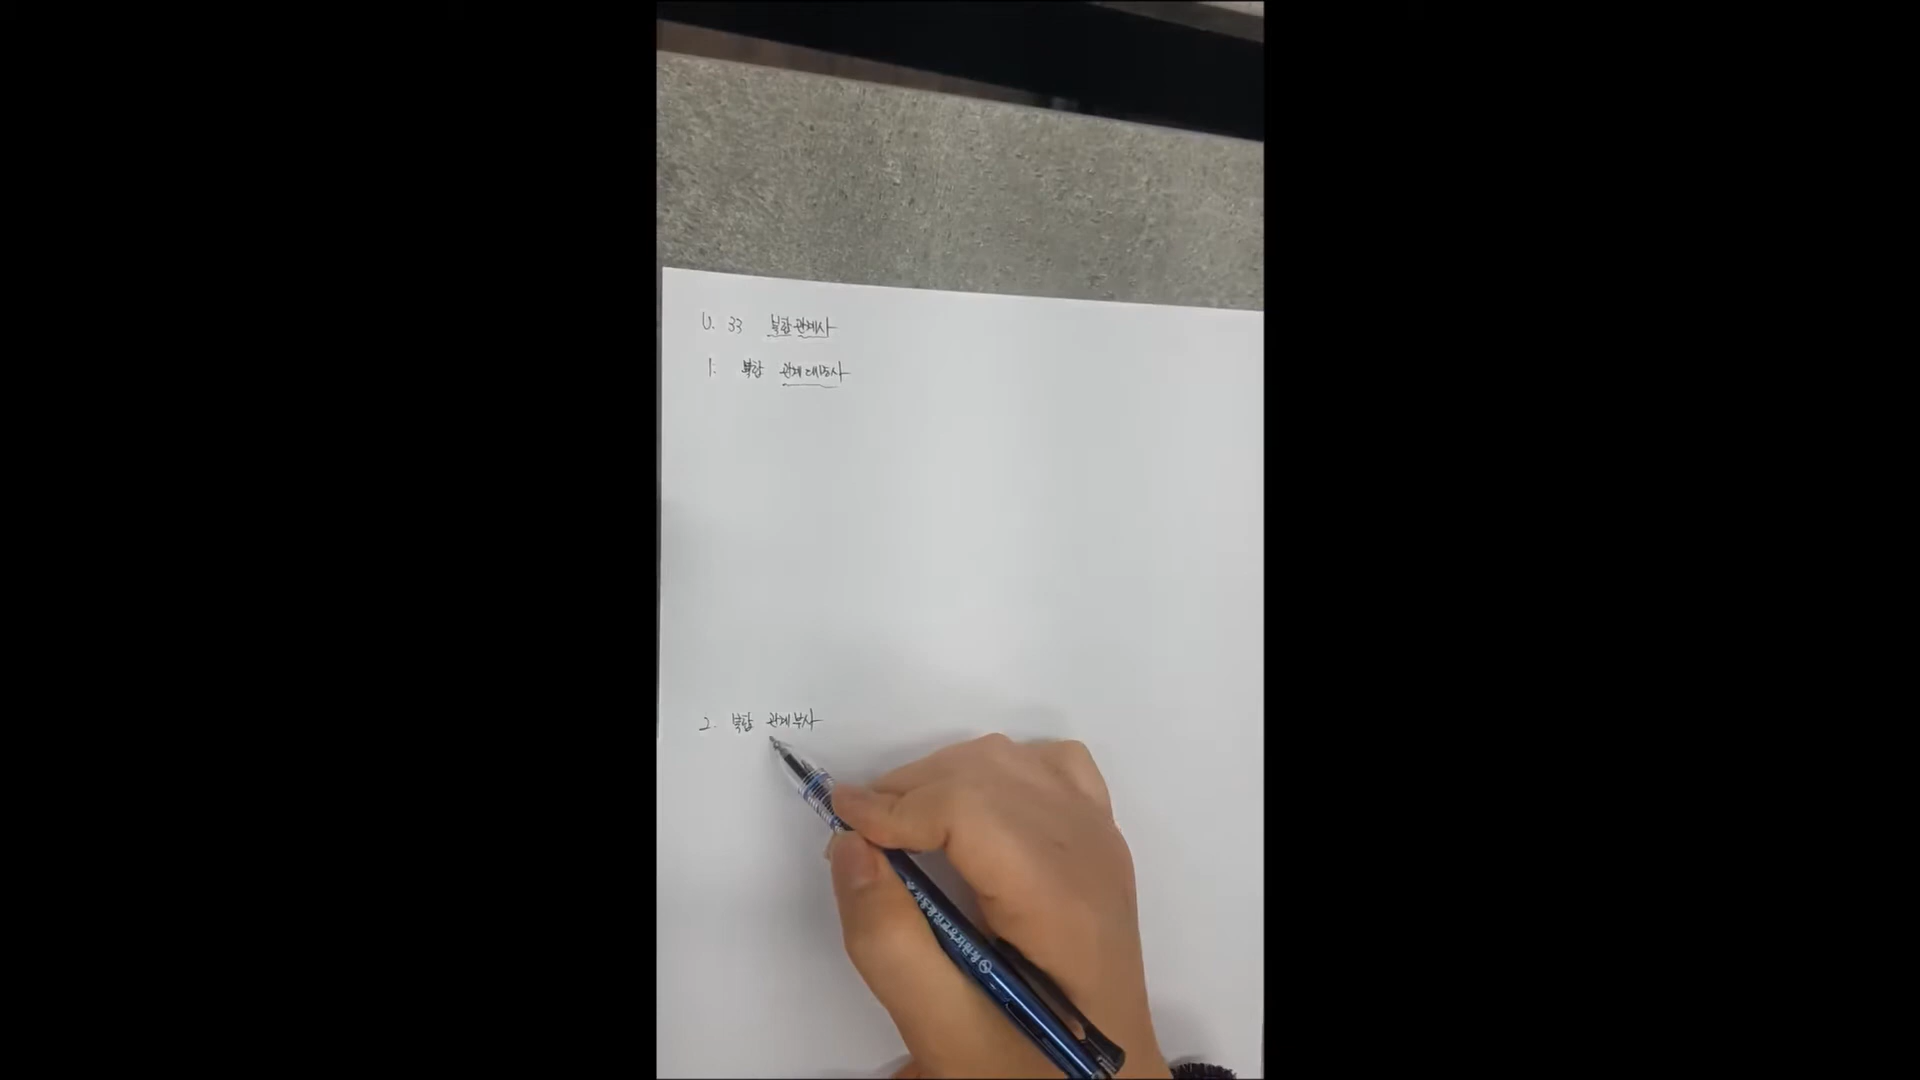 U. 33 복합관계사
1. 복합 관계대명사
2. 복합 관계부사